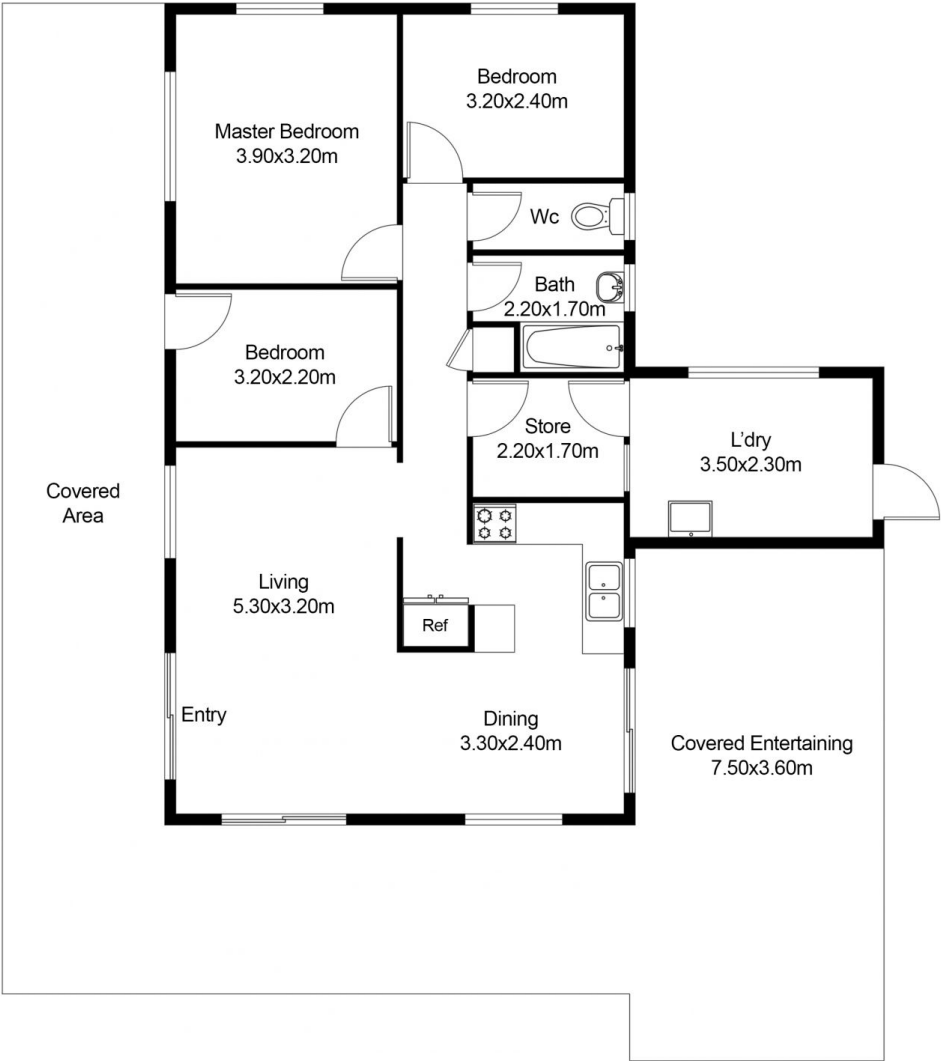 Bedroom
3.20x2.40m
Master Bedroom
3.90x3.20m
Wc
Bath
2.20x1.70m
Bedroom
3.20x2.20m
Store
2.20x1.70m
L'dry
3.50x2.30m
Covered
Area
Living
5.30x3.20m
Ref
Entry
Dining
3.30x2.40m
Covered Entertaining
7.50x3.60m